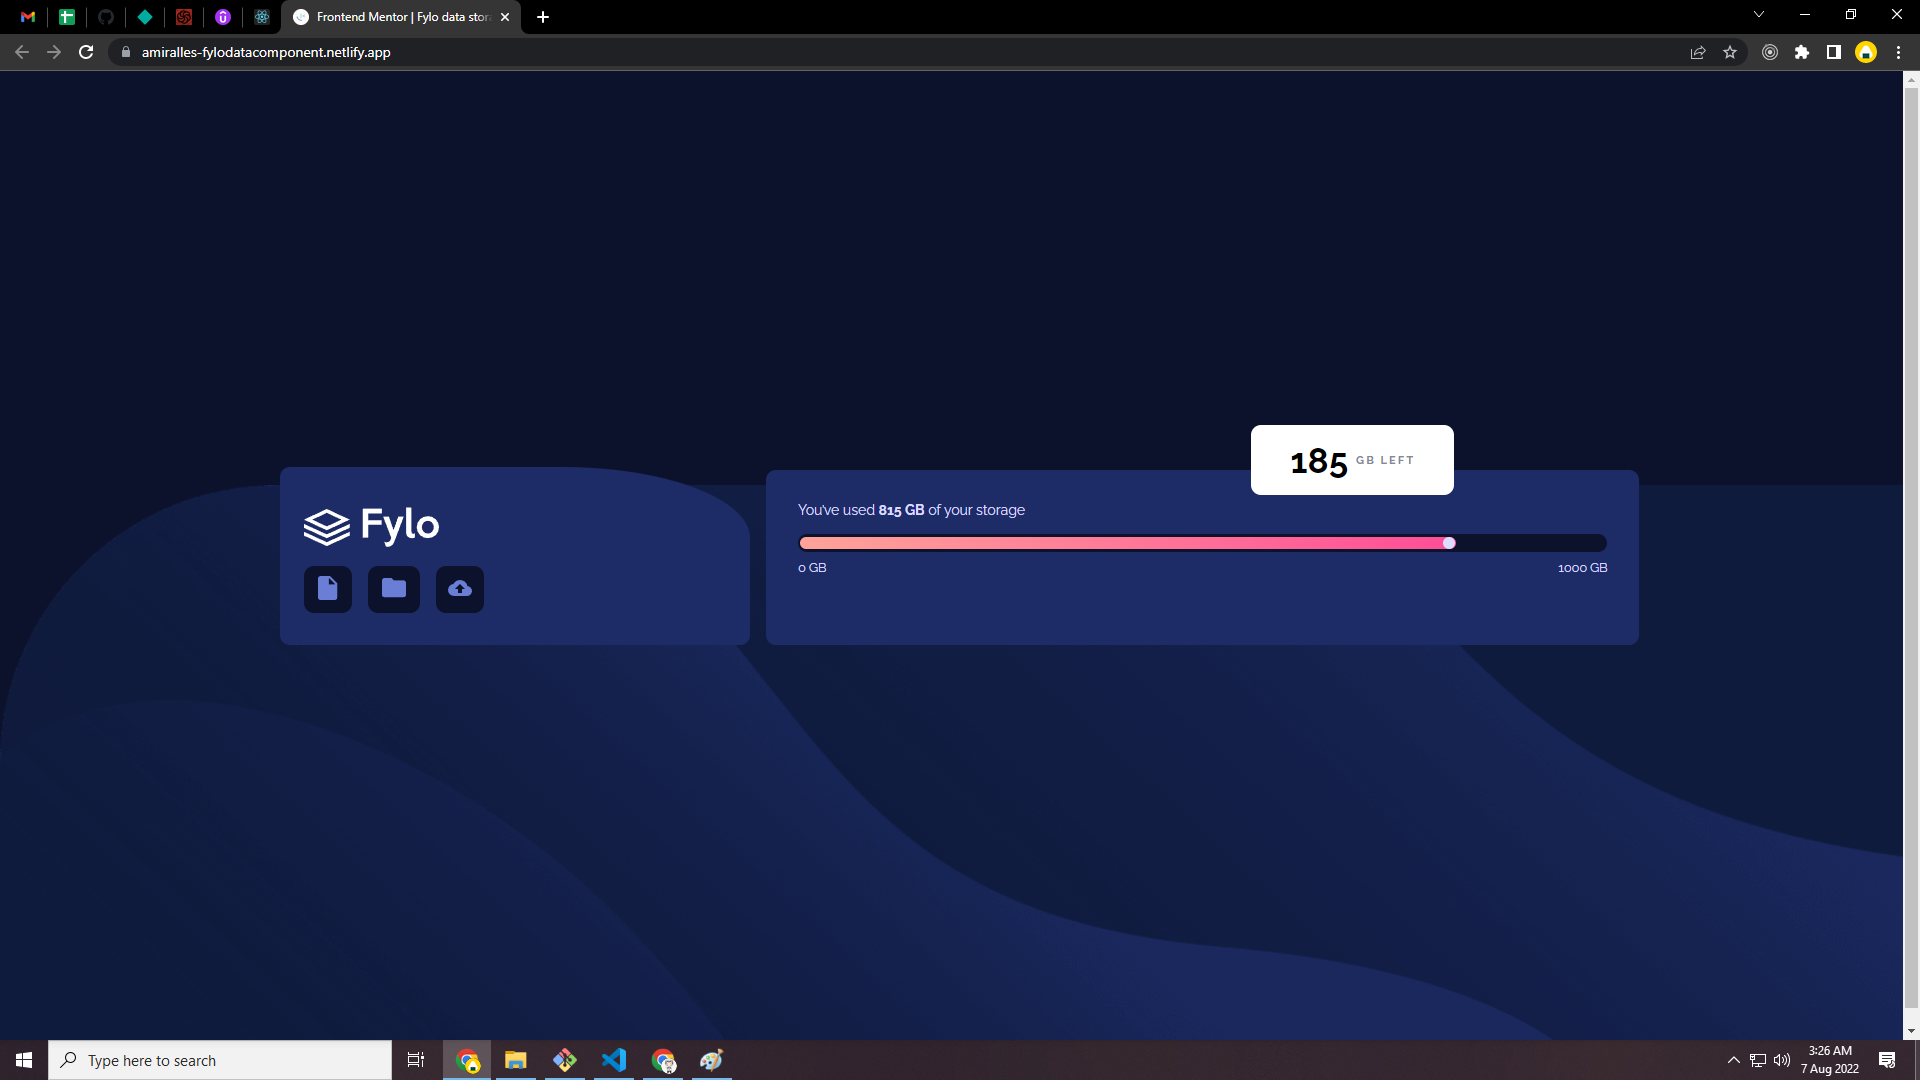 Frontend Mentor | Fylo data stor
amiralles-fylodatacomponent.netlify.app
185 GB LEFT
Fylo
You've used 815 GB of your storage
0 GB
1000 GB
Type here to search
3:26 AM
7 Aug 2022